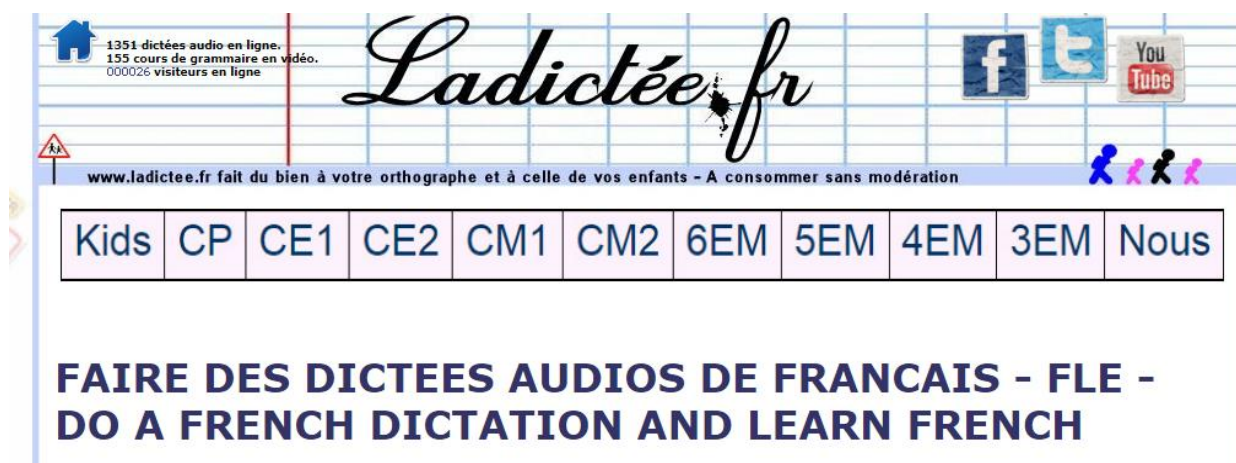 1351 dictées audio en ligne.
155 cours de grammaire en vidéo.
000026 visiteurs en ligne
Ladictée.fr
f
t
You
Tube
www.ladictee.fr fait du bien à votre orthographe et à celle de vos enfants - A consommer sans modération
Kids CP CE1 CE2 CM1 CM2 6EM 5EM 4EM 3EM Nous
FAIRE DES DICTEES AUDIOS DE FRANCAIS - FLE -
DO A FRENCH DICTATION AND LEARN FRENCH